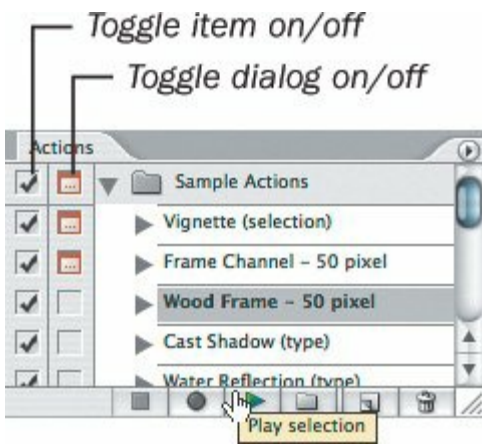 Toggle item on/off
Toggle dialog on/off
Actions
Sample Actions
Vignette (selection)
Frame Channel – 50 pixel
Wood Frame – 50 pixel
Cast Shadow (type)
Water Reflection (type)
Play selection